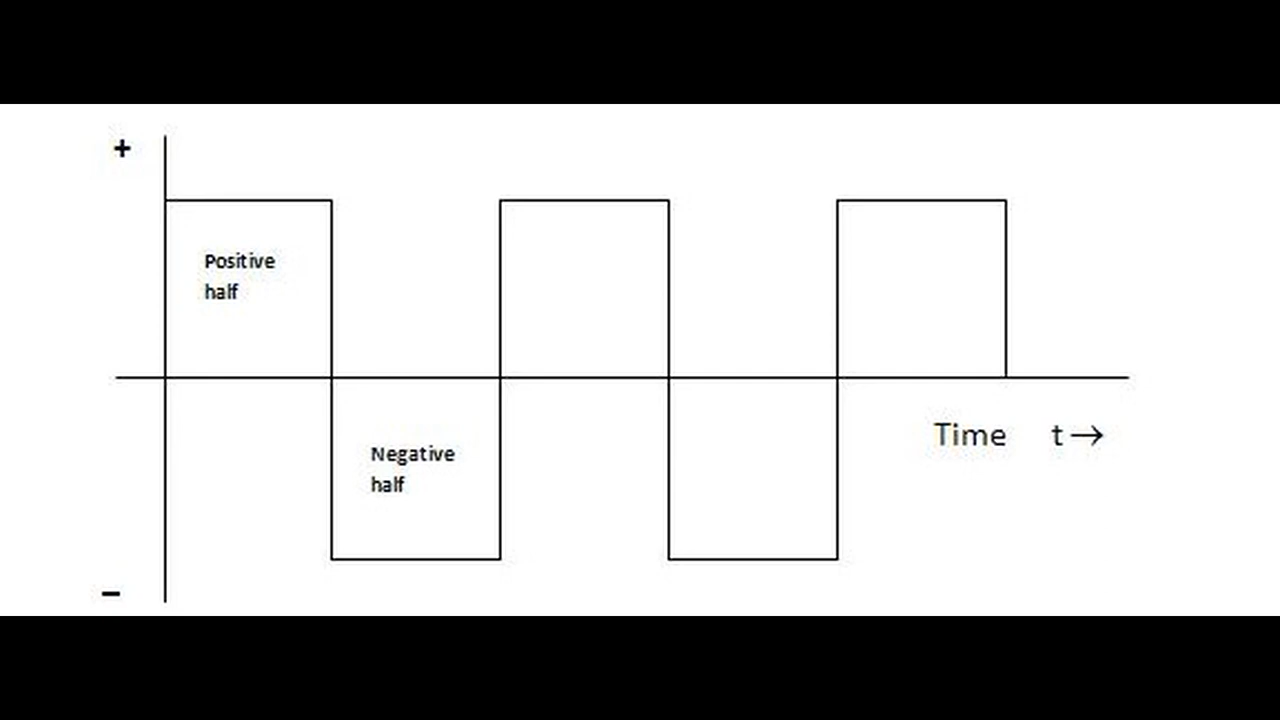 +
Positive
half
Negative
half
Time t→
−